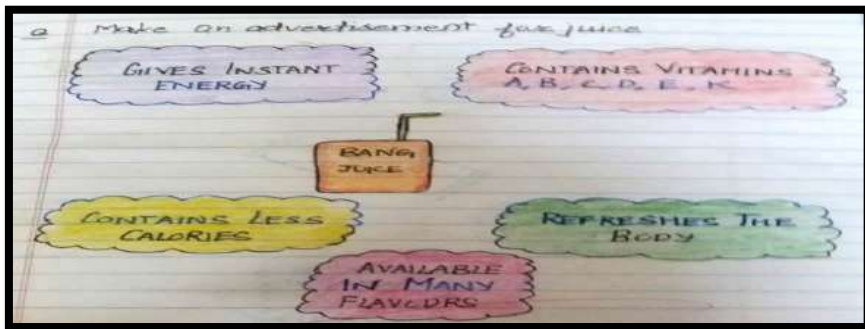 Q Make an advertisement for juice
GIVES INSTANT
ENERGY
CONTAINS VITAMINS
A, B, C, D, E, K
BANG
JUICE
CONTAINS LESS
CALORIES
REFRESHES THE
BODY
AVAILABLE
IN MANY
FLAVOURS